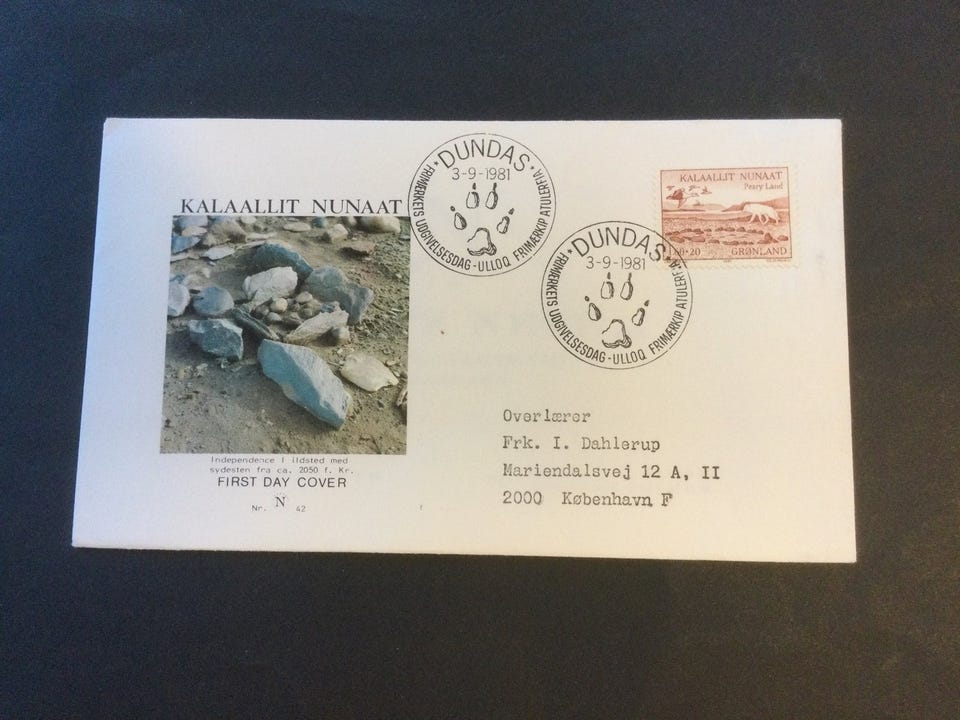 KALAALLIT NUNAAT
Independence I ildsted med
sydesten fra ca. 2050 f. Kr.
FIRST DAY COVER
N
Nr. 42
DUNDAS
3-9-1981
FRIMÆRKETS UDGIVELSESDAG - ULLOQ FRIMÆRKIP ATULERFIA
DUNDAS
3-9-1981
FRIMÆRKETS UDGIVELSESDAG - ULLOQ FRIMÆRKIP ATULERFIA
KALAALLIT NUNAAT
Peary Land
+20 GRØNLAND
Overlærer
Frk. I. Dahlerup
Mariendalsvej 12 A, II
2000 København F